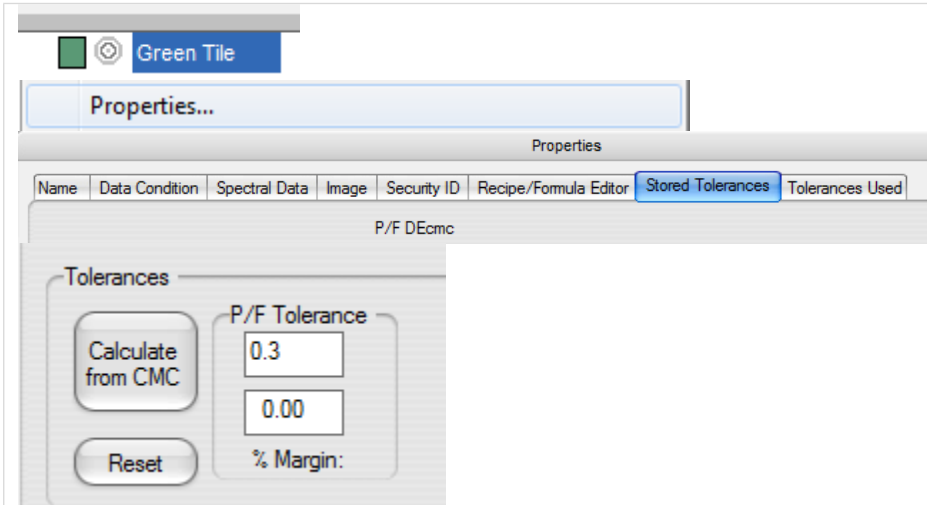 Green Tile
Properties...
Properties
Name Data Condition Spectral Data Image Security ID Recipe/Formula Editor Stored Tolerances Tolerances Used
P/F DEcmc
Tolerances
P/F Tolerance
Calculate
from CMC
0.3
0.00
Reset
% Margin: